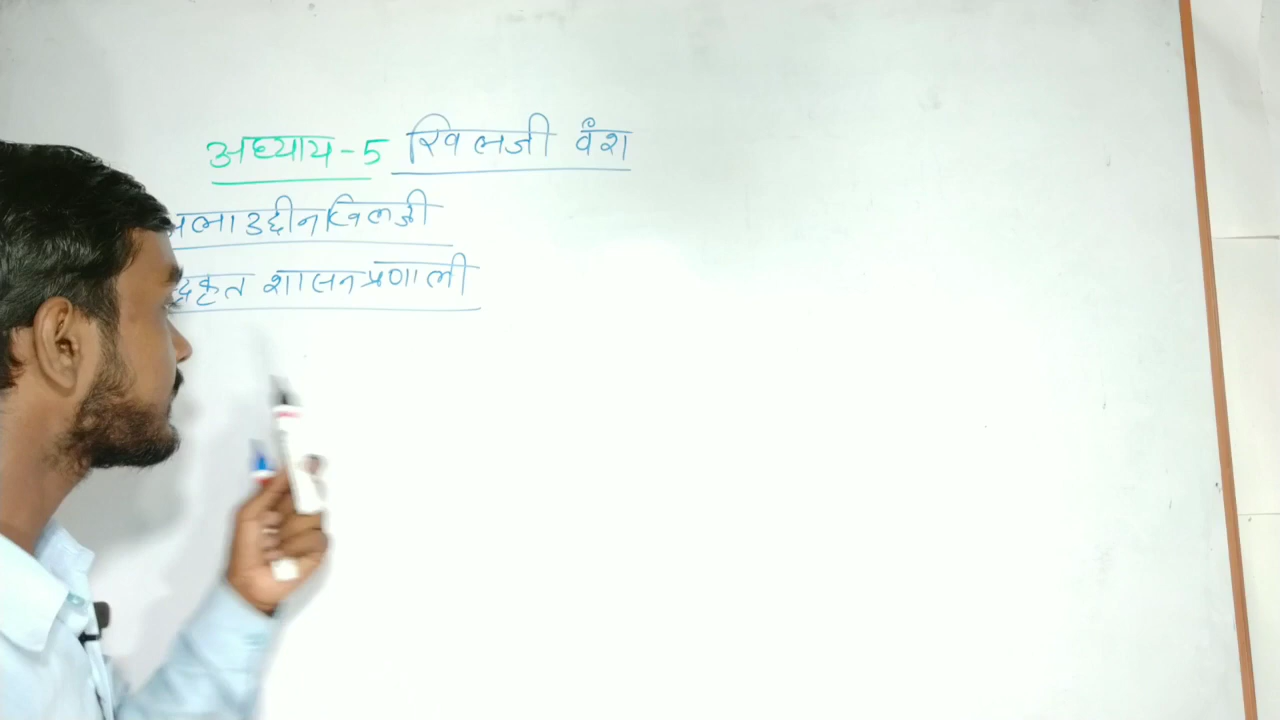 अध्याय-5 खिलजी वंश
अलाउद्दीन खिलजी
शासन प्रणाली